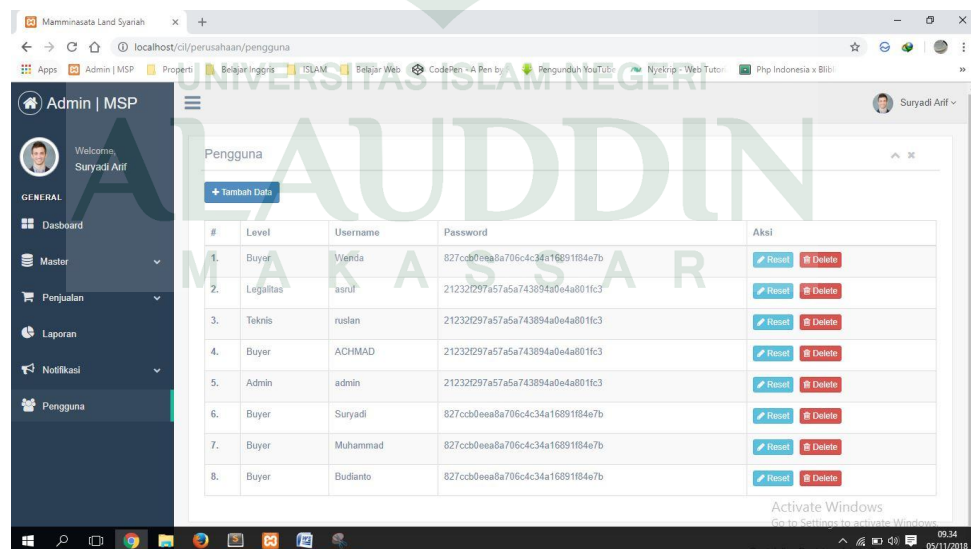 Mamminasata Land Syariah
localhost/cil/perusahaan/pengguna
Apps Admin | MSP Properti Belajar Inggris ISLAM Belajar Web CodePen - A Pen by Pengunduh YouTube Nyekrip - Web Tutori Php Indonesia x Blibli
UNIVERSITAS ISLAM NEGERI
ALAUDDIN
MAKASSAR
Admin | MSP
Suryadi Arif
Welcome,
Suryadi Arif
GENERAL
Dasboard
Master
Penjualan
Laporan
Notifikasi
Pengguna
Pengguna
+ Tambah Data
# Level Username Password Aksi
1. Buyer Wenda 827ccb0eea8a706c4c34a16891f84e7b Reset Delete
2. Legalitas asrul 21232f297a57a5a743894a0e4a801fc3 Reset Delete
3. Teknis ruslan 21232f297a57a5a743894a0e4a801fc3 Reset Delete
4. Buyer ACHMAD 21232f297a57a5a743894a0e4a801fc3 Reset Delete
5. Admin admin 21232f297a57a5a743894a0e4a801fc3 Reset Delete
6. Buyer Suryadi 827ccb0eea8a706c4c34a16891f84e7b Reset Delete
7. Buyer Muhammad 827ccb0eea8a706c4c34a16891f84e7b Reset Delete
8. Buyer Budianto 827ccb0eea8a706c4c34a16891f84e7b Reset Delete
Activate Windows
Go to Settings to activate Windows.
09.34
05/11/2018